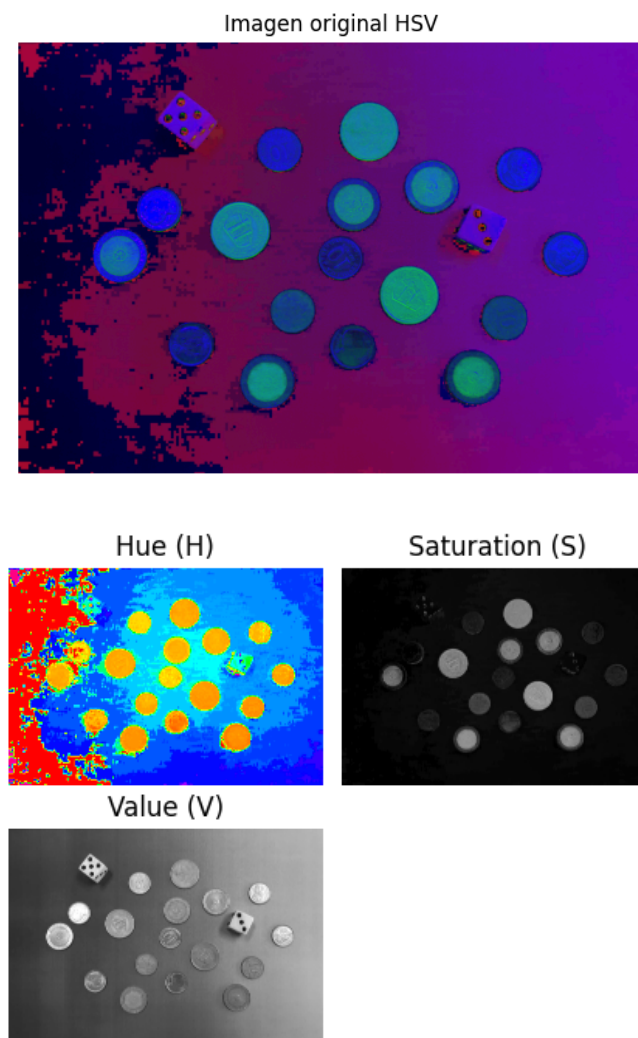 Imagen original HSV
Hue (H)
Saturation (S)
Value (V)